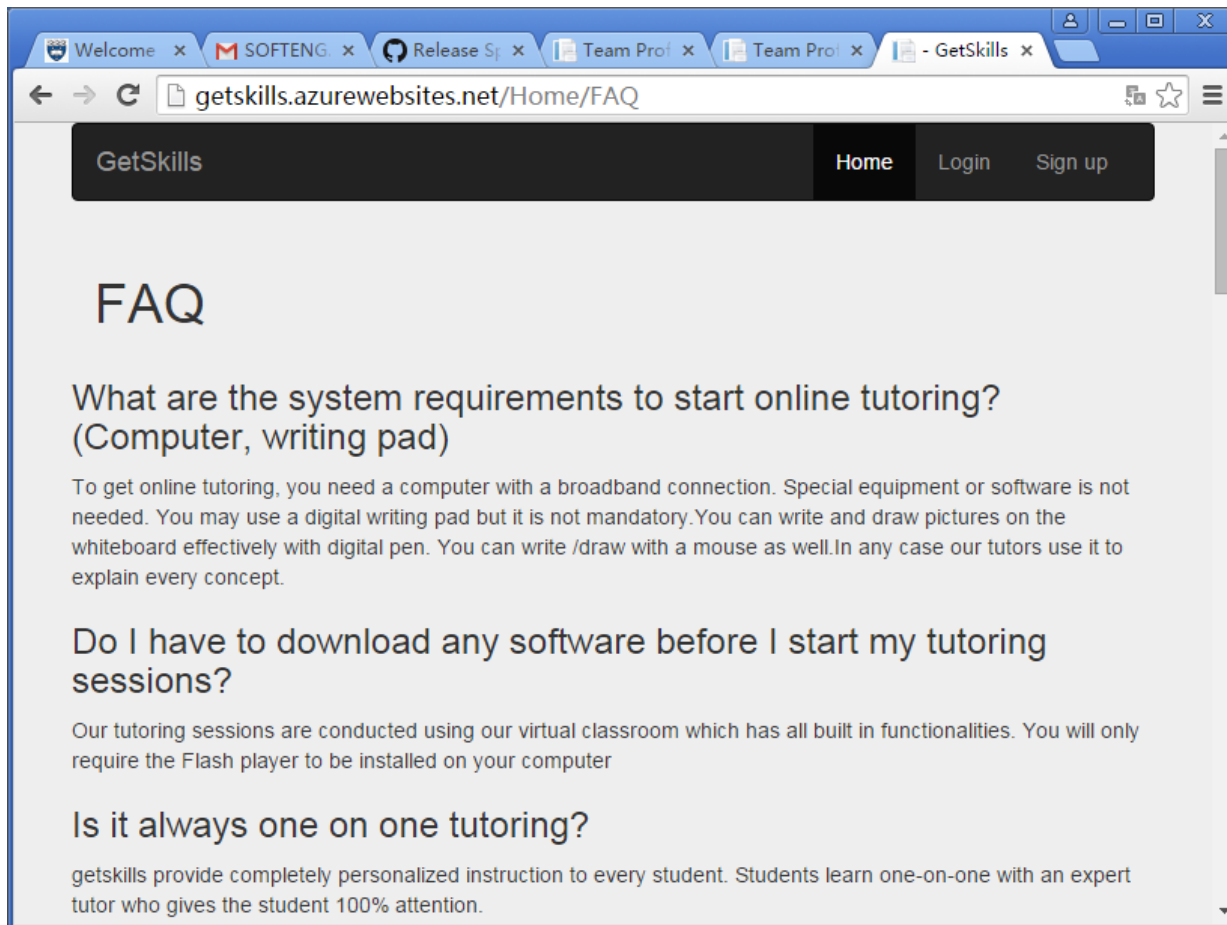 Welcome
SOFTENG.
Release Sp
Team Prof
Team Prof
- GetSkills
getskills.azurewebsites.net/Home/FAQ
GetSkills
Home
Login
Sign up
FAQ
What are the system requirements to start online tutoring?
(Computer, writing pad)
To get online tutoring, you need a computer with a broadband connection. Special equipment or software is not
needed. You may use a digital writing pad but it is not mandatory.You can write and draw pictures on the
whiteboard effectively with digital pen. You can write /draw with a mouse as well.In any case our tutors use it to
explain every concept.
Do I have to download any software before I start my tutoring
sessions?
Our tutoring sessions are conducted using our virtual classroom which has all built in functionalities. You will only
require the Flash player to be installed on your computer
Is it always one on one tutoring?
getskills provide completely personalized instruction to every student. Students learn one-on-one with an expert
tutor who gives the student 100% attention.